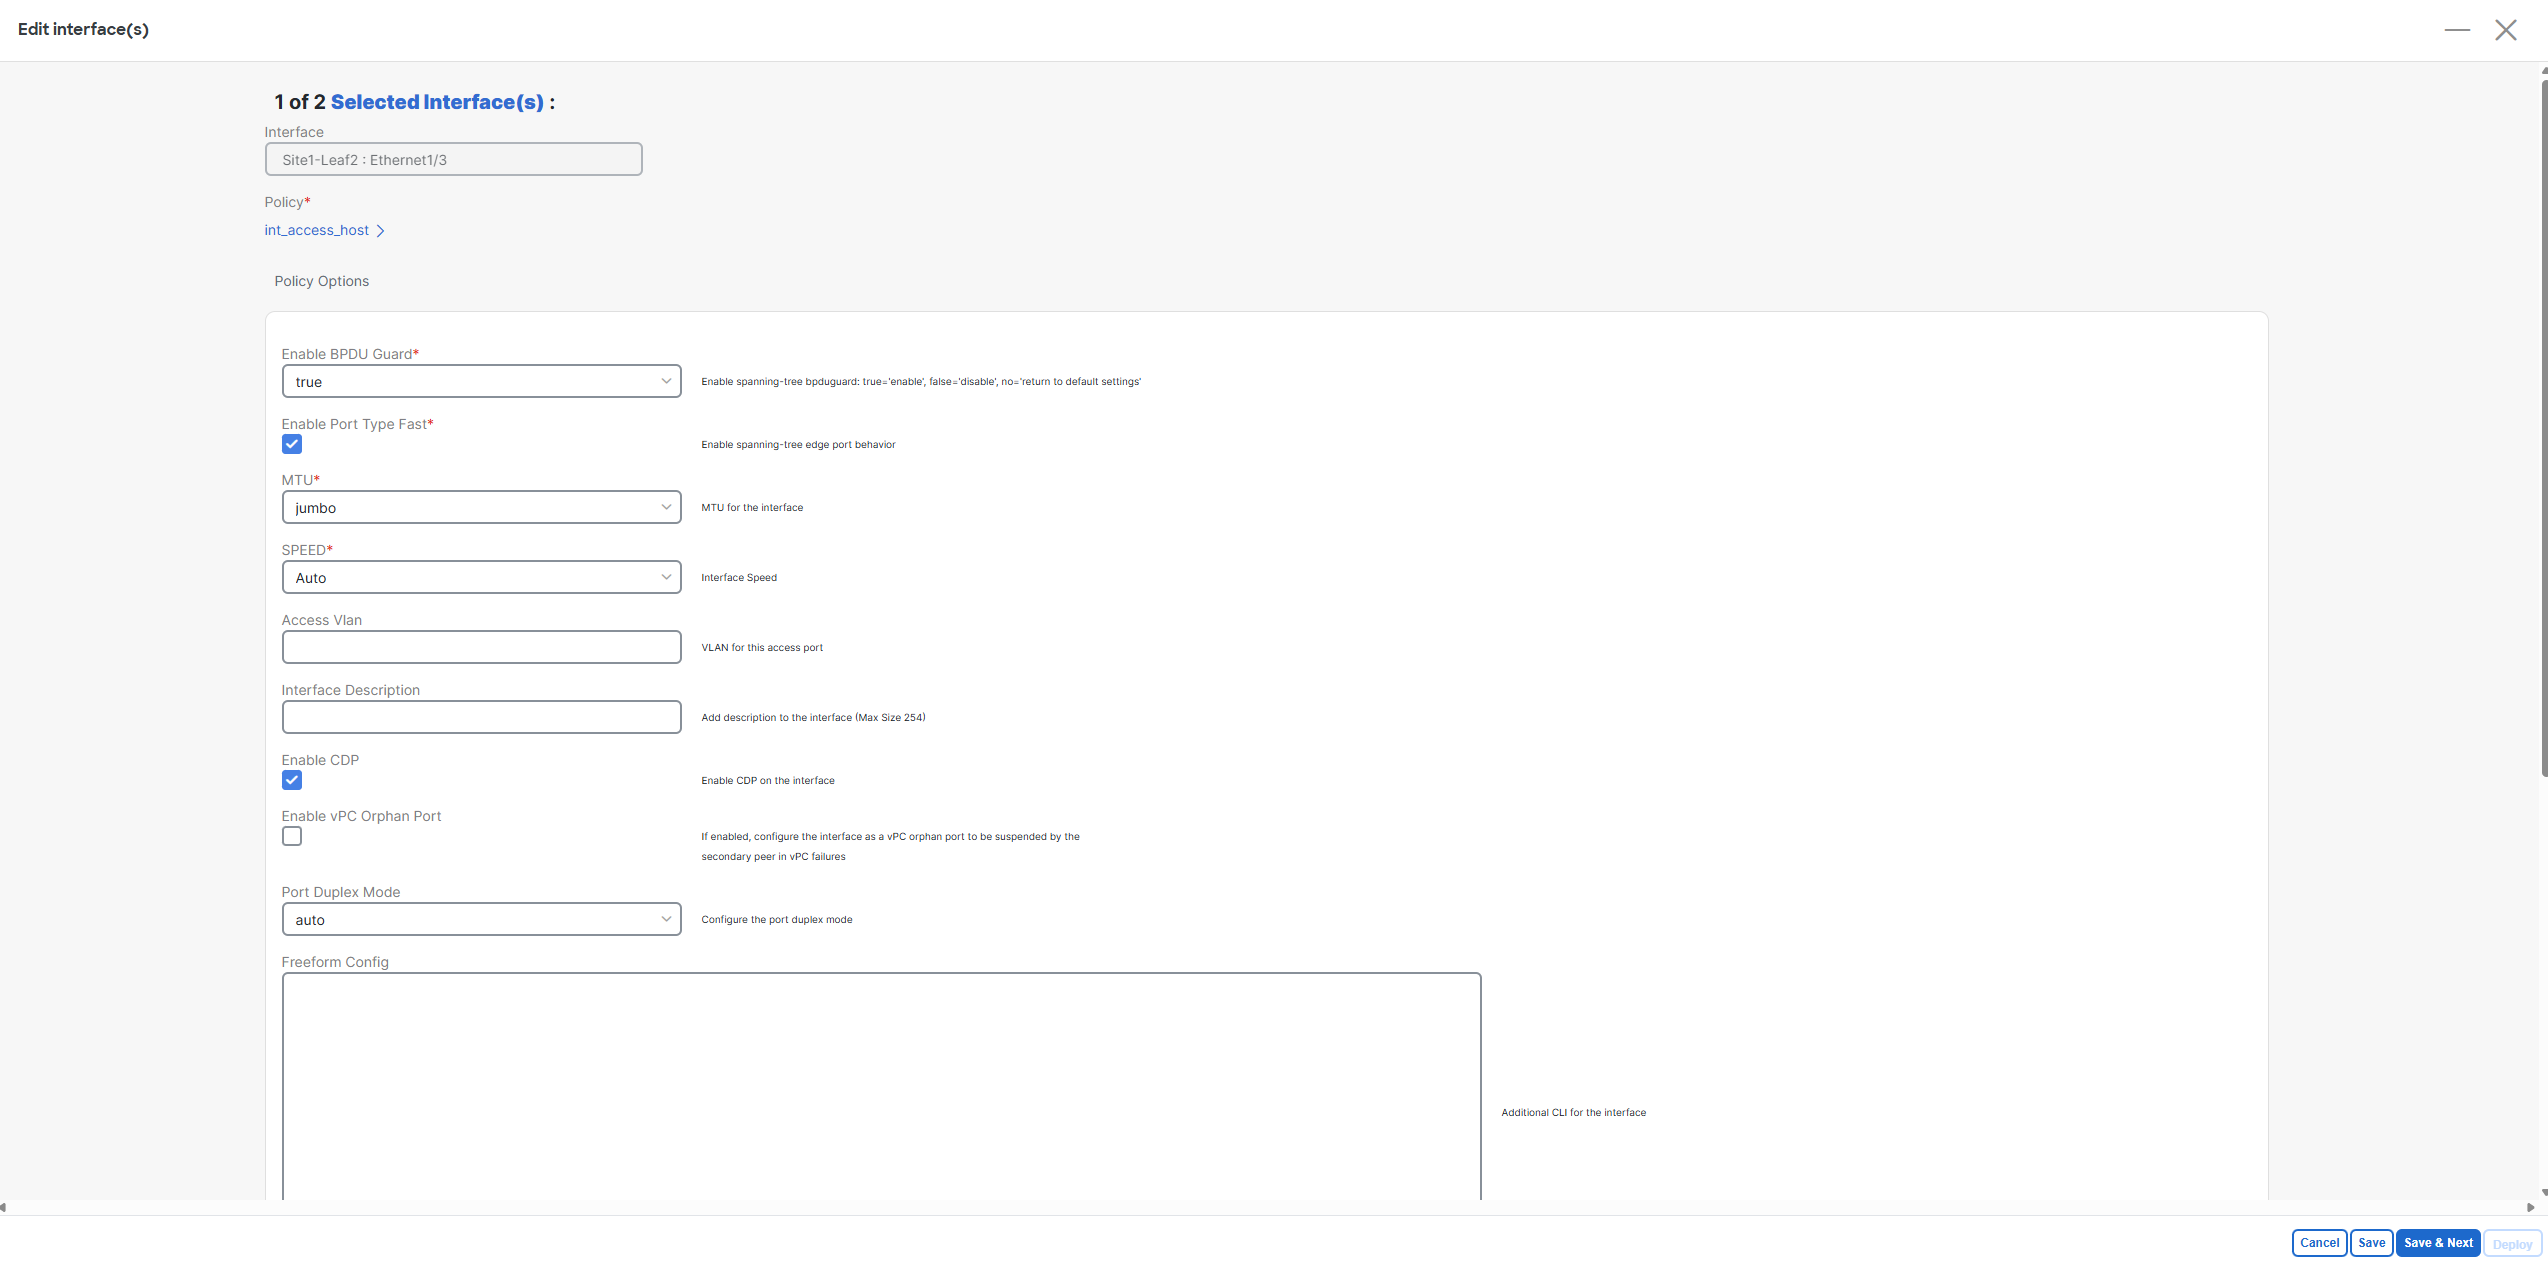 Edit interface(s)
1 of 2 Selected Interface(s) :
Interface
Site1-Leaf2 : Ethernet1/3
Policy*
int_access_host
Policy Options
Enable BPDU Guard*
true
Enable spanning-tree bpduguard: true='enable', false='disable', no='return to default settings'
Enable Port Type Fast*
Enable spanning-tree edge port behavior
MTU*
jumbo
MTU for the interface
SPEED*
Auto
Interface Speed
Access Vlan
VLAN for this access port
Interface Description
Add description to the interface (Max Size 254)
Enable CDP
Enable CDP on the interface
Enable vPC Orphan Port
If enabled, configure the interface as a vPC orphan port to be suspended by the
secondary peer in vPC failures
Port Duplex Mode
auto
Configure the port duplex mode
Freeform Config
Additional CLI for the interface
Cancel Save Save & Next Deploy